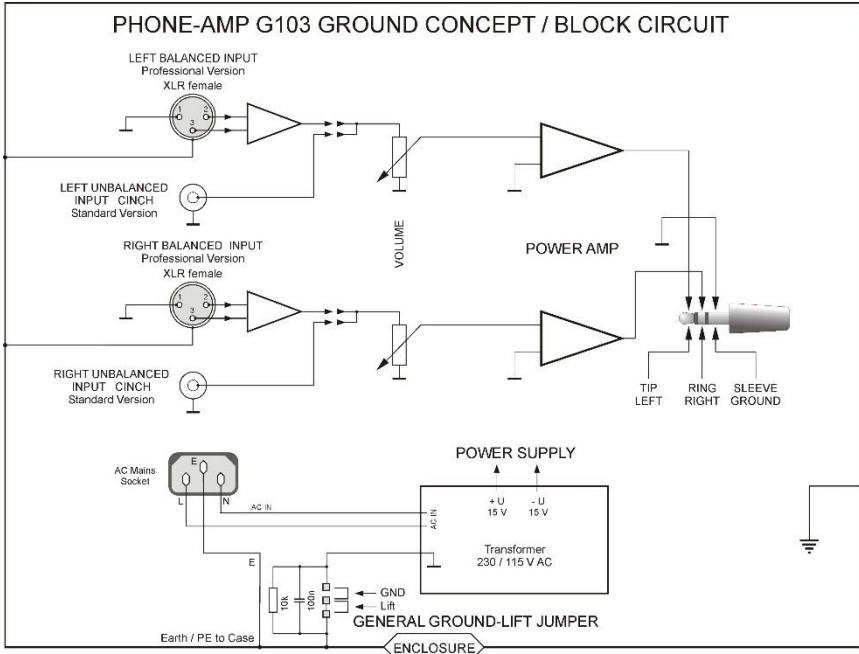 PHONE-AMP G103 GROUND CONCEPT / BLOCK CIRCUIT
LEFT BALANCED INPUT
Professional Version
XLR female
1
2
3
LEFT UNBALANCED
INPUT CINCH
Standard Version
RIGHT BALANCED INPUT
Professional Version
XLR female
1
2
3
RIGHT UNBALANCED
INPUT CINCH
Standard Version
VOLUME
POWER AMP
TIP
LEFT
RING
RIGHT
SLEEVE
GROUND
AC Mains
Socket
E
L
N
AC IN
E
POWER SUPPLY
+ U
15 V
- U
15 V
AC IN
Transformer
230 / 115 V AC
10k
100n
GND
Lift
GENERAL GROUND-LIFT JUMPER
Earth / PE to Case
ENCLOSURE